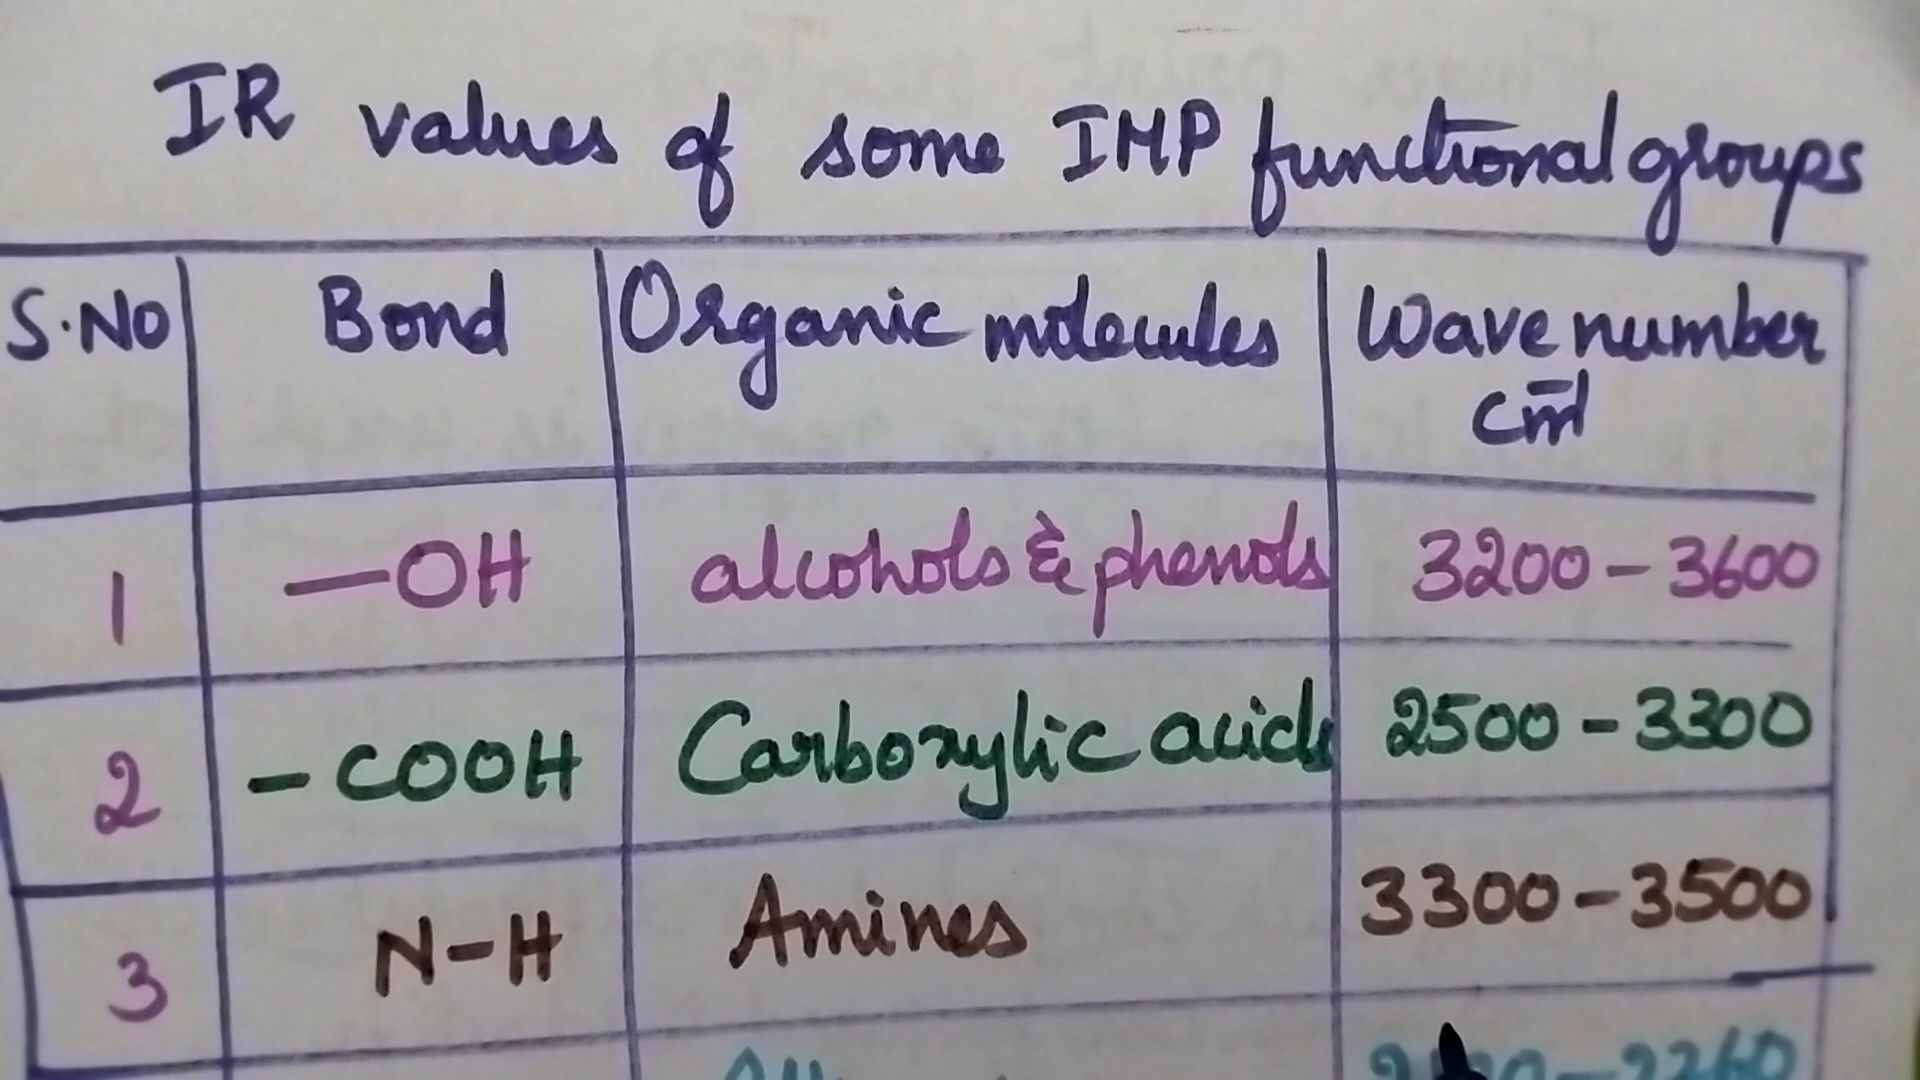 IR values of some IMP functional groups
S.No Bond Organic molecules Wave number cm⁻¹
1 —OH alcohols & phenols 3200 – 3600
2 – COOH Carboxylic acids 2500 – 3300
3 N–H Amines 3300 – 3500